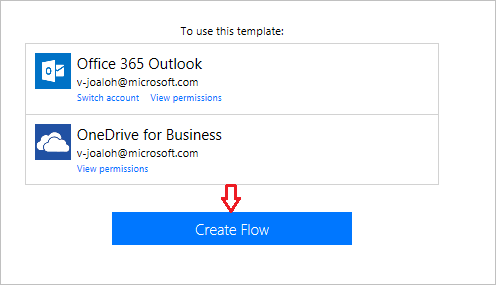 To use this template:
Office 365 Outlook
v-joaloh@microsoft.com
Switch account View permissions
OneDrive for Business
v-joaloh@microsoft.com
View permissions
Create Flow